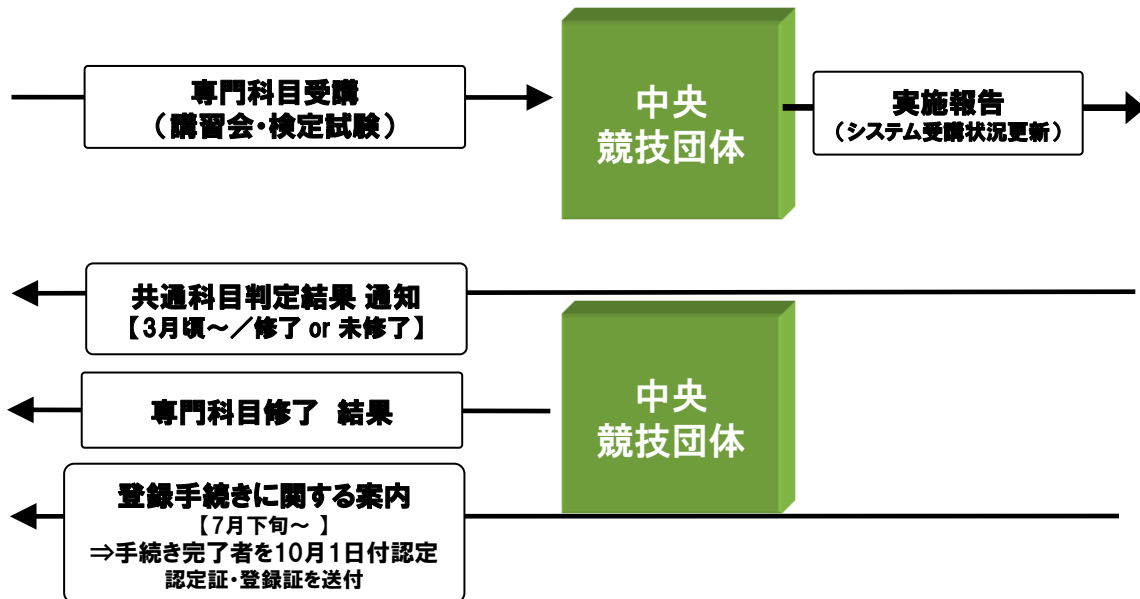 専門科目受講
（講習会・検定試験）
中央
競技団体
実施報告
（システム受講状況更新）
共通科目判定結果 通知
【3月頃～／修了 or 未修了】
専門科目修了 結果
中央
競技団体
登録手続きに関する案内
【7月下旬～ 】
⇒手続き完了者を10月1日付認定
認定証・登録証を送付